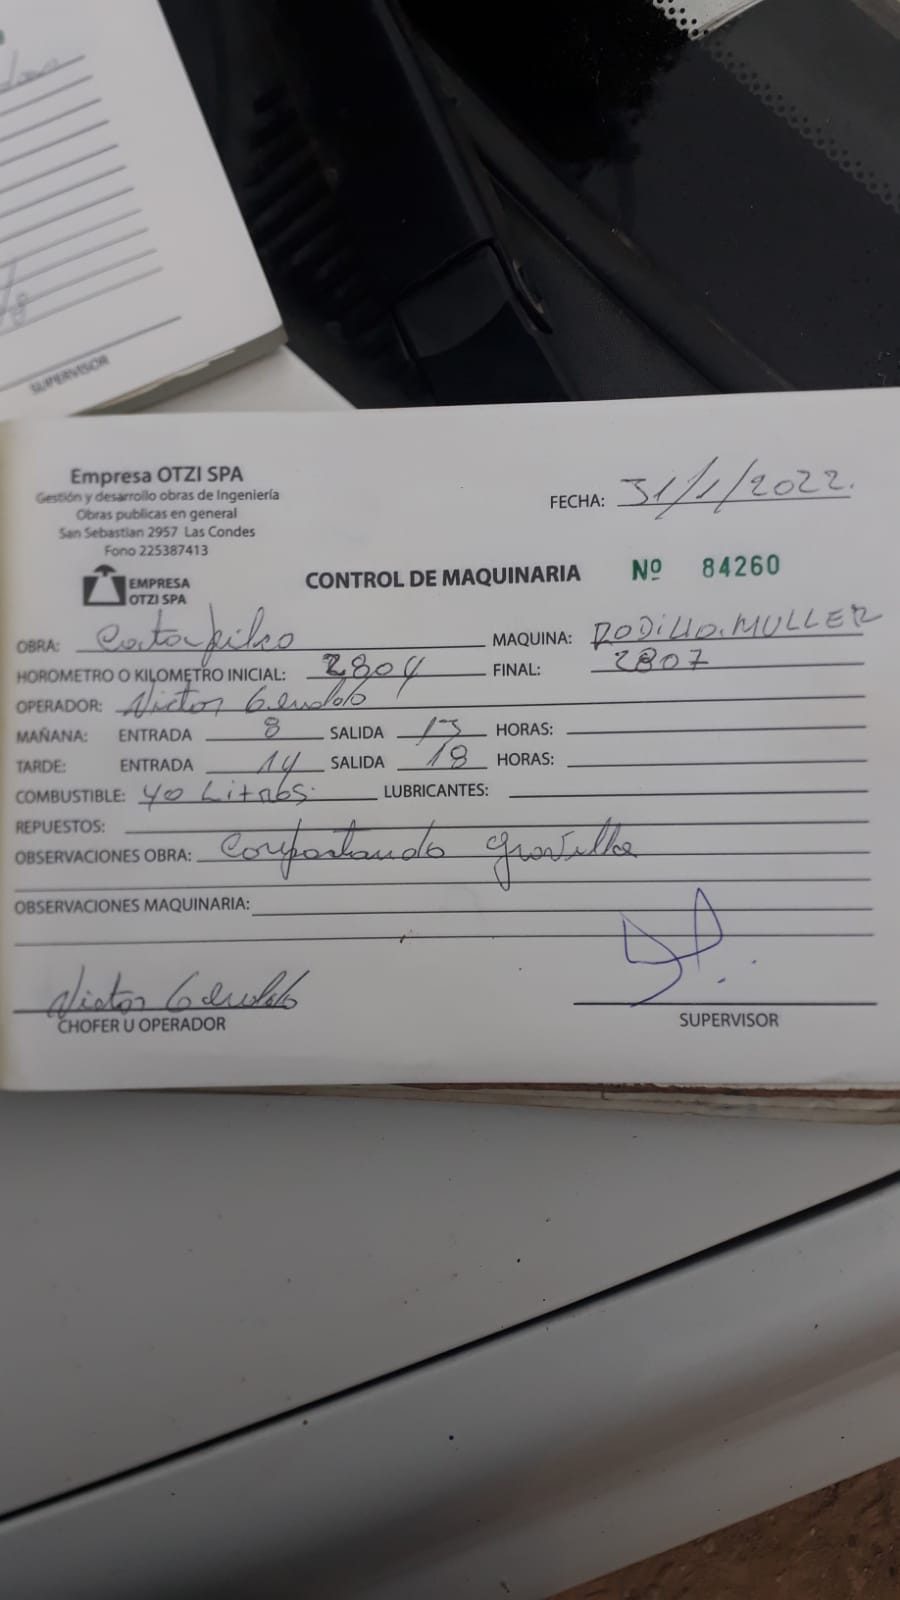 SUPERVISOR
Empresa OTZI SPA
Gestión y desarrollo obras de Ingeniería
Obras publicas en general
San Sebastian 2957 Las Condes
Fono 225387413
EMPRESA
OTZI SPA
FECHA: 31/1/2022.
CONTROL DE MAQUINARIA Nº 84260
OBRA: Catapilco MAQUINA: RODILLO. MULLER
HOROMETRO O KILOMETRO INICIAL: 2804 FINAL: 2807
OPERADOR: Victor
MAÑANA: ENTRADA 8 SALIDA 13 HORAS:
TARDE: ENTRADA 14 SALIDA 18 HORAS:
COMBUSTIBLE: 40 Litros. LUBRICANTES:
REPUESTOS:
OBSERVACIONES OBRA: Compactando gravilla
OBSERVACIONES MAQUINARIA:
Victor
CHOFER U OPERADOR
SUPERVISOR